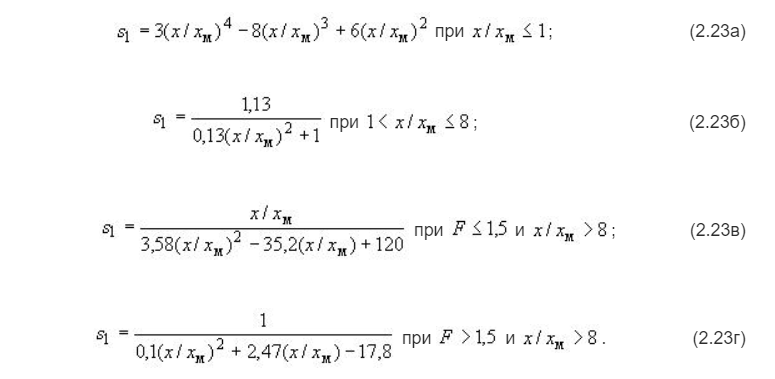 s₁ = 3(x/xм)⁴ − 8(x/xм)³ + 6(x/xм)² при x/xм ≤ 1; (2.23а)
s₁ = 1,13 / (0,13(x/xм)² + 1) при 1 < x/xм ≤ 8; (2.23б)
s₁ = x/xм / (3,58(x/xм)² − 35,2(x/xм) + 120) при F ≤ 1,5 и x/xм > 8; (2.23в)
s₁ = 1 / (0,1(x/xм)² + 2,47(x/xм) − 17,8) при F > 1,5 и x/xм > 8. (2.23г)